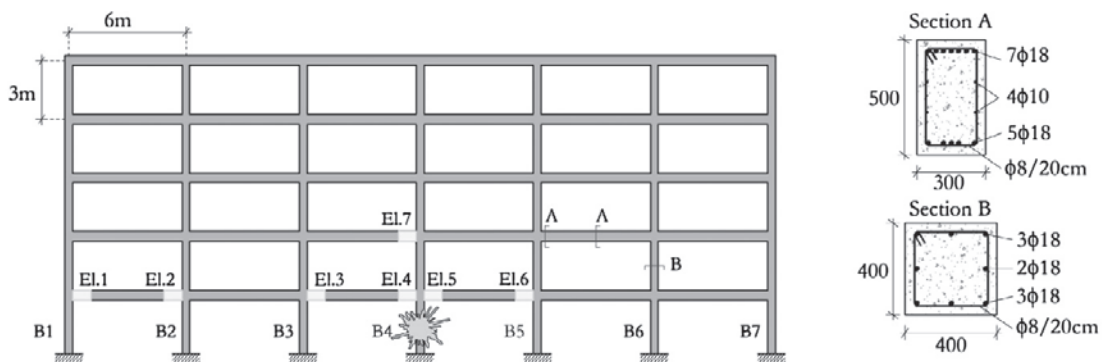 6m
3m
El.7
Λ Λ
B
El.1 El.2 El.3 El.4 El.5 El.6
B1 B2 B3 B4 B5 B6 B7
Section A
500
7ϕ18
4ϕ10
5ϕ18
ϕ8/20cm
300
Section B
400
3ϕ18
2ϕ18
3ϕ18
ϕ8/20cm
400